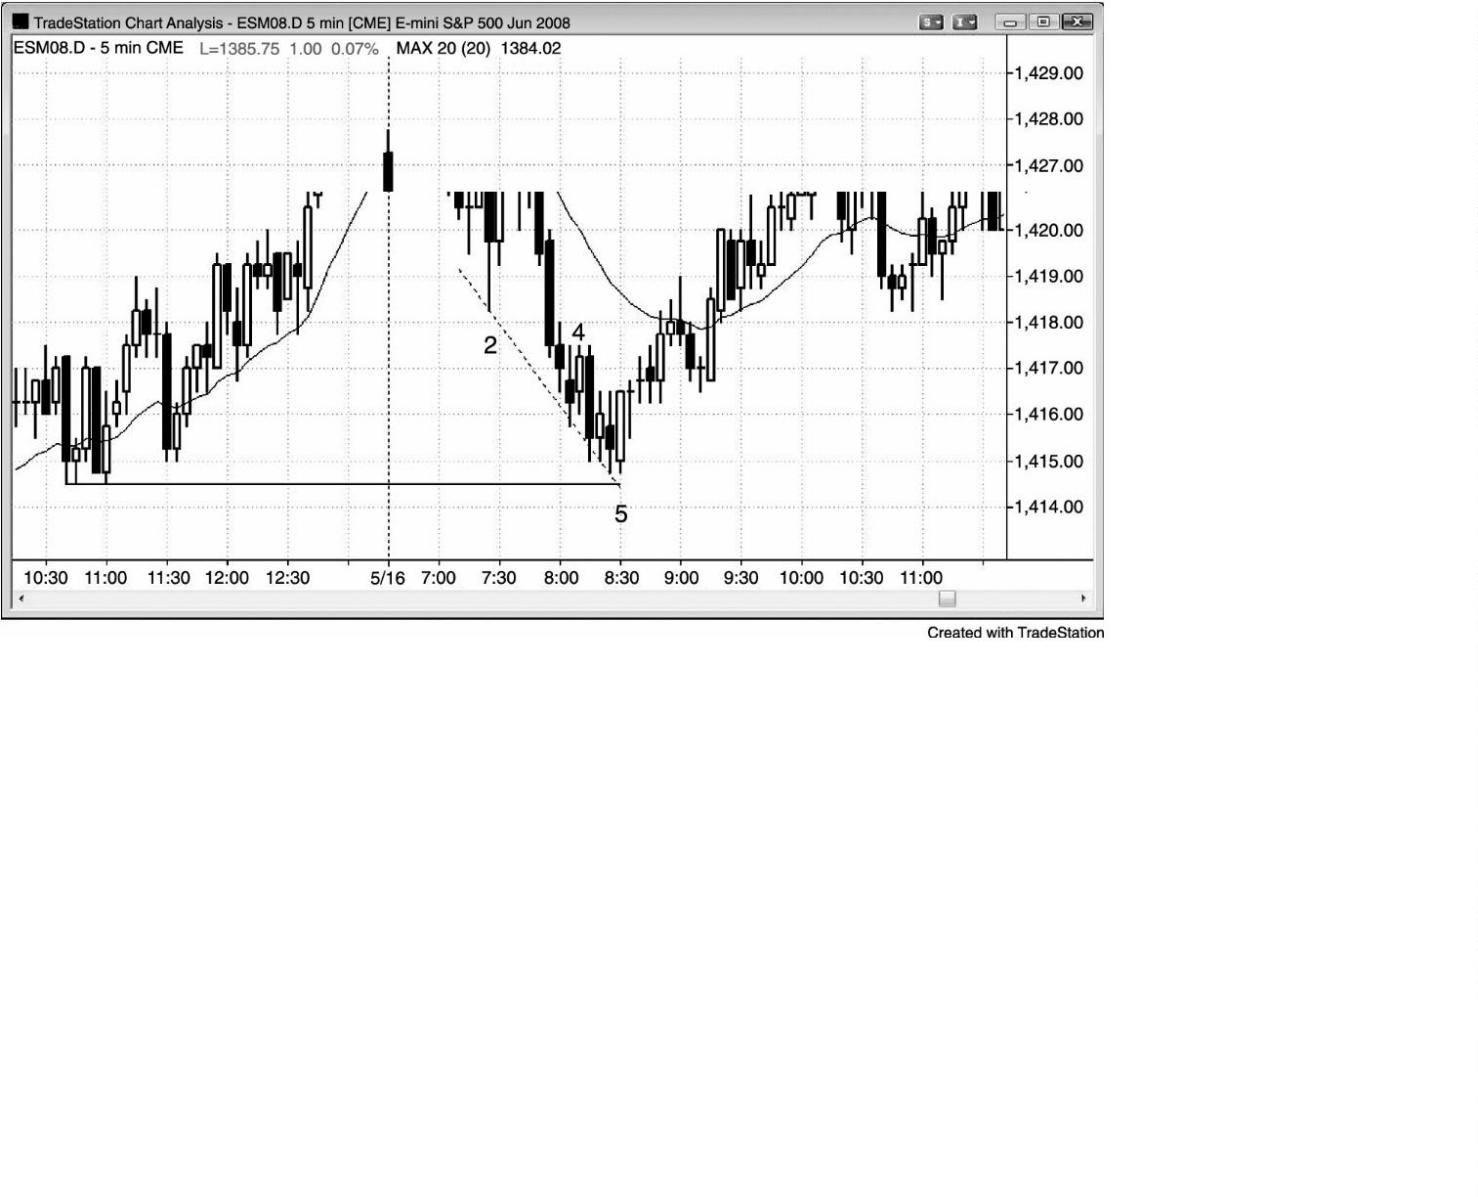 TradeStation Chart Analysis - ESM08.D 5 min [CME] E-mini S&P 500 Jun 2008
S I
ESM08.D - 5 min CME L=1385.75 1.00 0.07% MAX 20 (20) 1384.02
1,429.00
1,428.00
1,427.00
1,420.00
1,419.00
1,418.00
4
2
1,417.00
1,416.00
1,415.00
1,414.00
5
10:30 11:00 11:30 12:00 12:30 5/16 7:00 7:30 8:00 8:30 9:00 9:30 10:00 10:30 11:00
Created with TradeStation